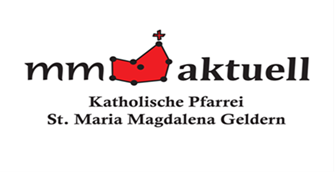 mm aktuell
Katholische Pfarrei
St. Maria Magdalena Geldern